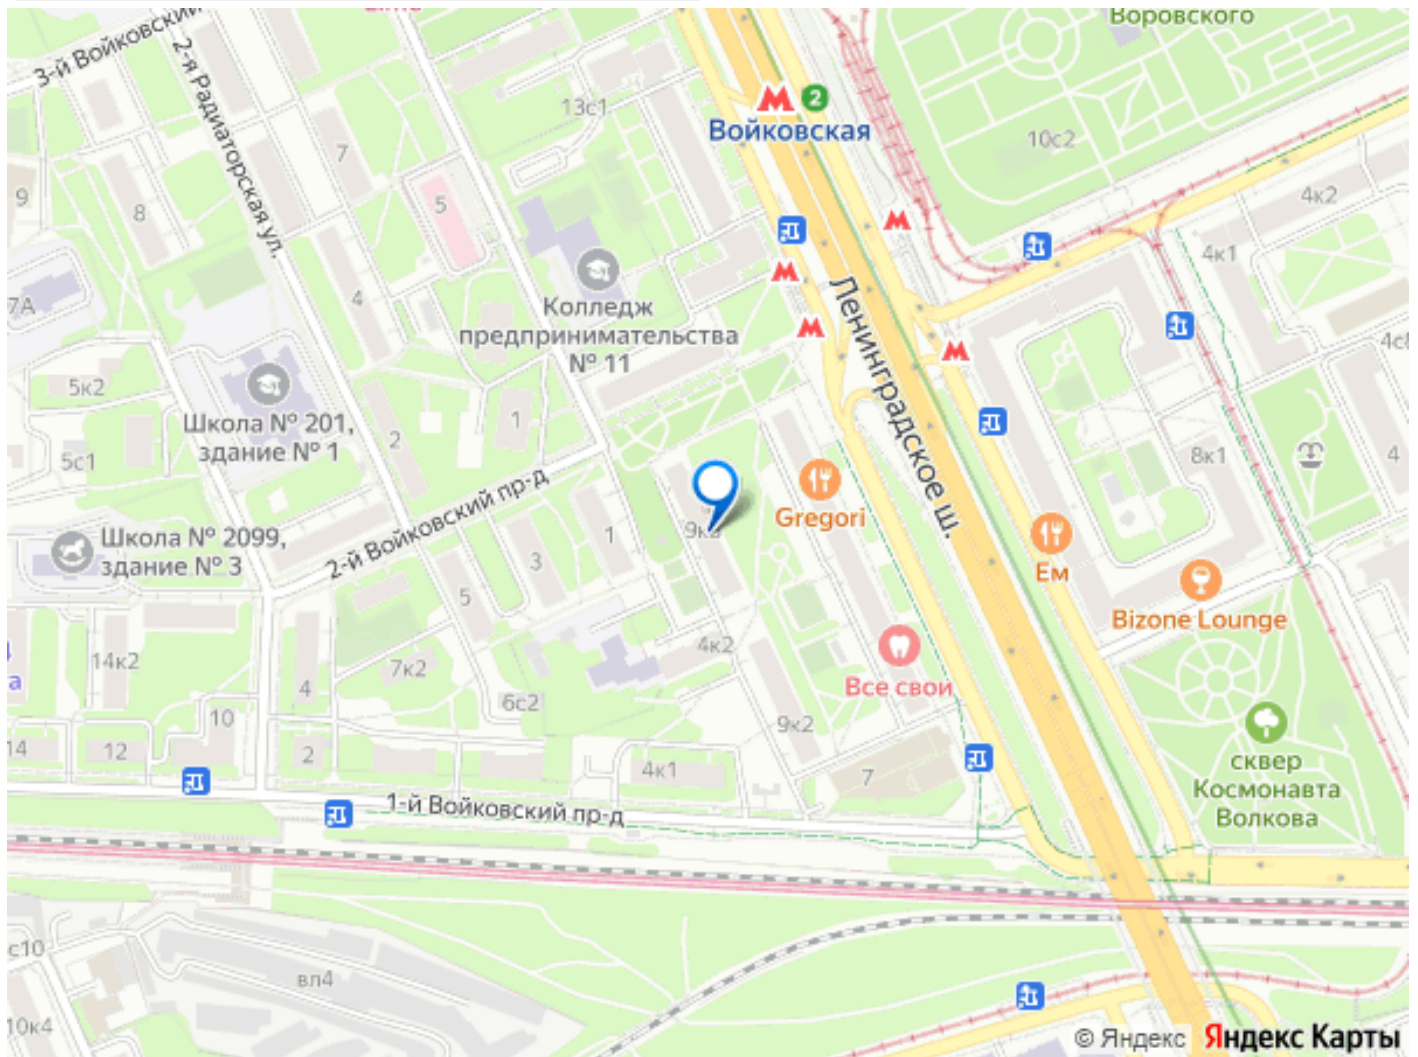 Воровского
3-й Войковский
2-я Радиаторская ул.
13с1
2
Войковская
10с2
7
9
8
5
4к2
4к1
7А
4
Колледж
предпринимательства
№ 11
Ленинградское ш.
5к2
Школа № 201,
здание № 1
2
1
5с1
8к1
4
2-й Войковский пр-д
Gregori
Школа № 2099,
здание № 3
1
3
Ем
5
Bizone Lounge
14к2
7к2
4к2
Все свои
а
4
6с2
10
9к2
14
12
2
4к1
7
сквер
Космонавта
Волкова
1-й Войковский пр-д
с10
вл4
10к4
© Яндекс Яндекс Карты